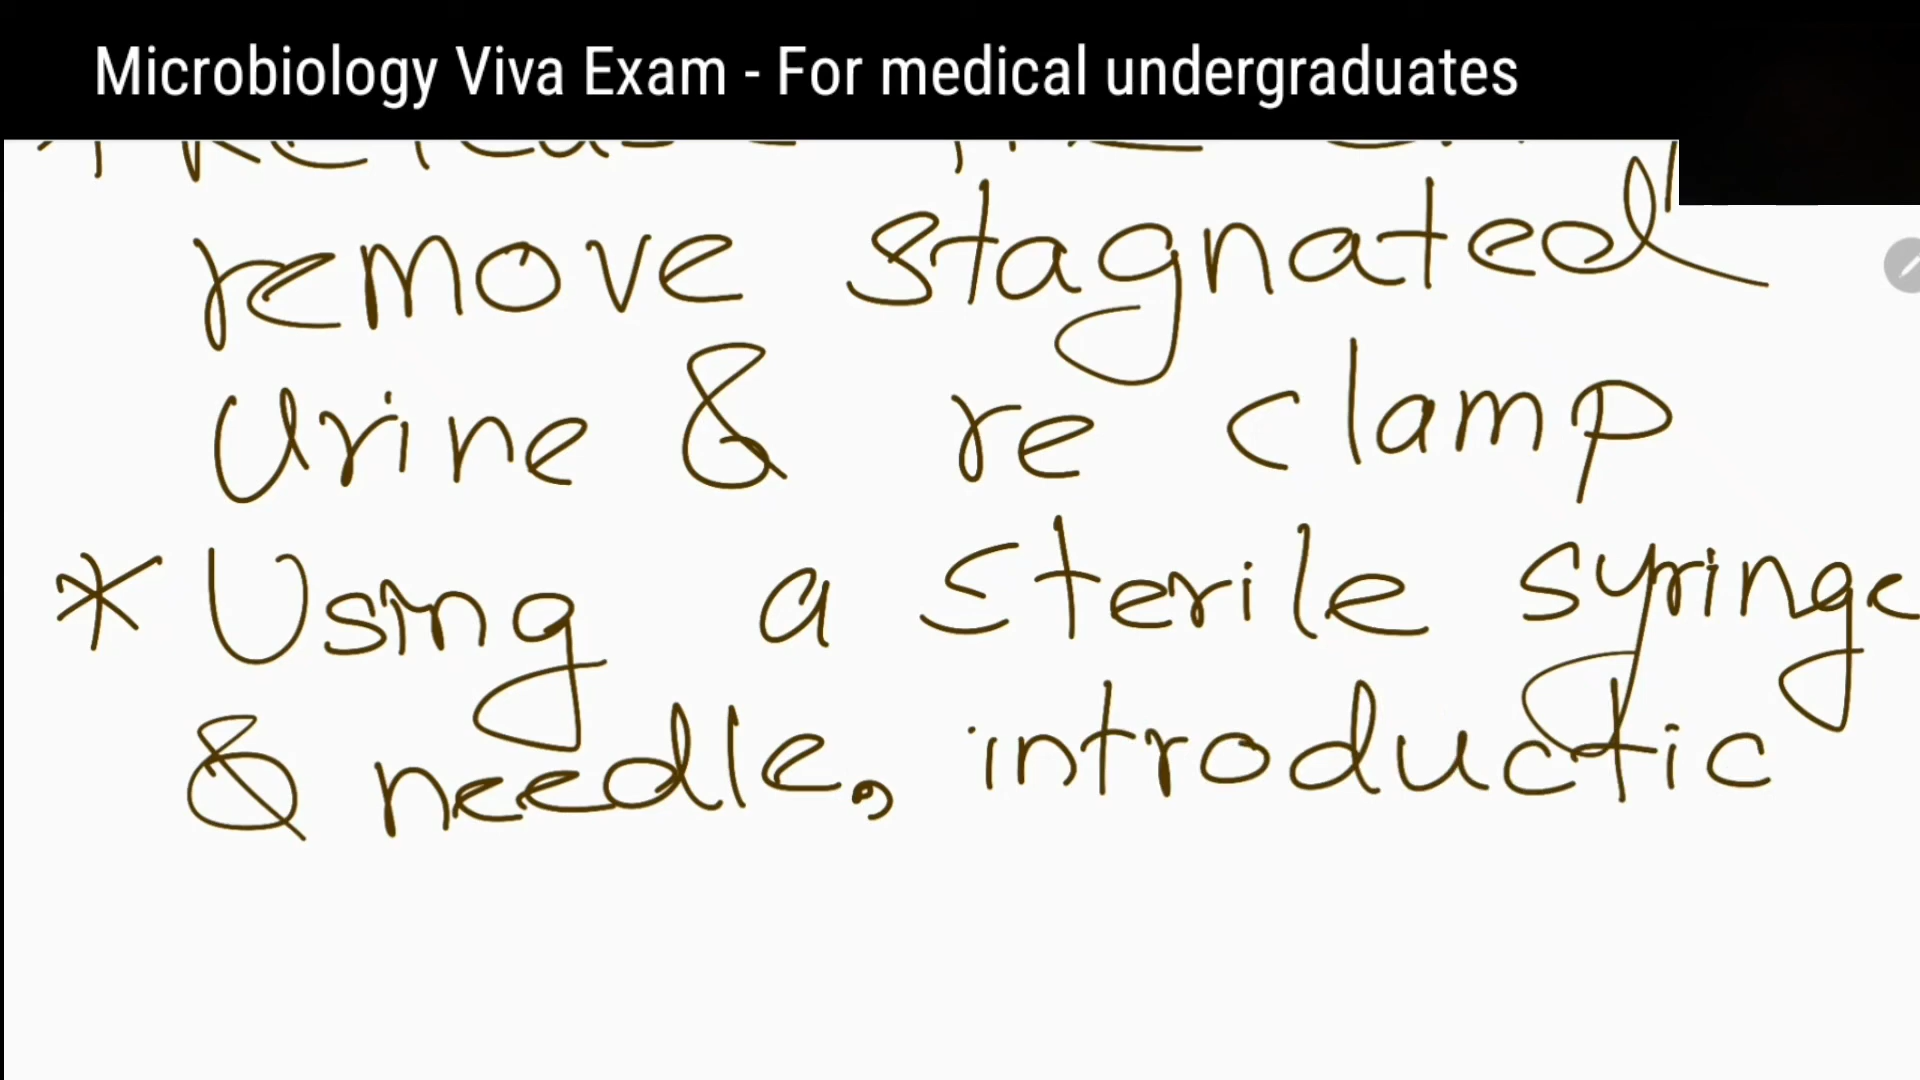 Microbiology Viva Exam - For medical undergraduates
remove stagnated
urine & re clamp
* Using a sterile syringe
& needle, introductic